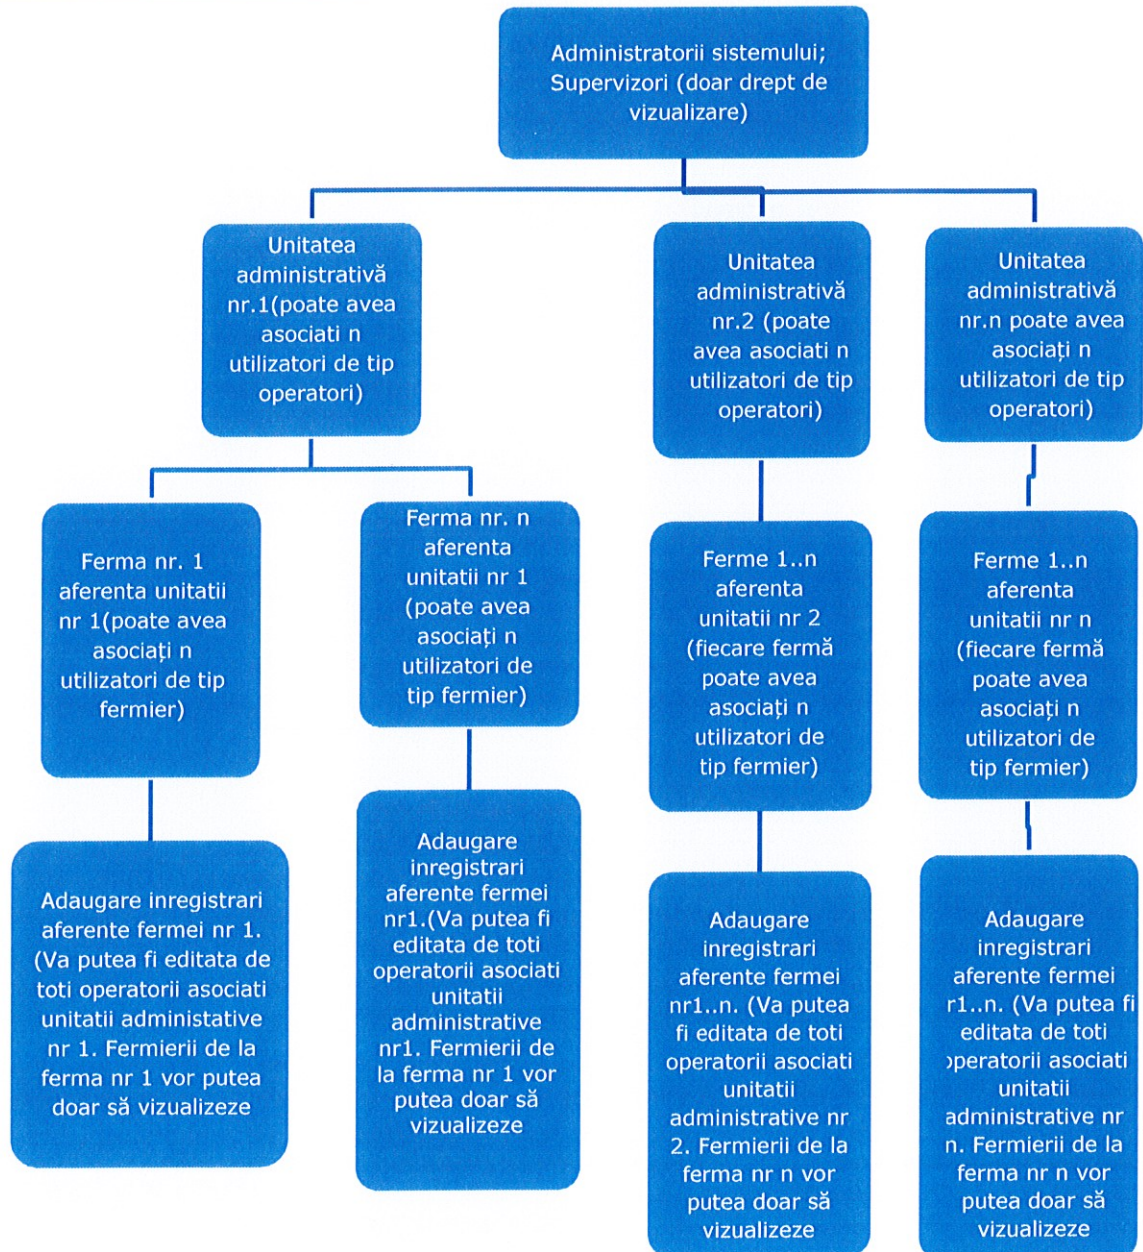 Administratorii sistemului;
Supervizori (doar drept de
vizualizare)
Unitatea
administrativă
nr.1(poate avea
asociati n
utilizatori de tip
operatori)
Unitatea
administrativă
nr.2 (poate
avea asociati n
utilizatori de tip
operatori)
Unitatea
administrativă
nr.n poate avea
asociați n
utilizatori de tip
operatori)
Ferma nr. 1
aferenta unitatii
nr 1(poate avea
asociați n
utilizatori de tip
fermier)
Ferma nr. n
aferenta
unitatii nr 1
(poate avea
asociați n
utilizatori de
tip fermier)
Ferme 1..n
aferenta
unitatii nr 2
(fiecare fermă
poate avea
asociați n
utilizatori de
tip fermier)
Ferme 1..n
aferenta
unitatii nr n
(fiecare fermă
poate avea
asociați n
utilizatori de
tip fermier)
Adaugare inregistrari
aferente fermei nr 1.
(Va putea fi editata de
toti operatorii asociati
unitatii administative
nr 1. Fermierii de la
ferma nr 1 vor putea
doar să vizualizeze
Adaugare
inregistrari
aferente fermei
nr1.(Va putea fi
editata de toti
operatorii asociati
unitatii
administrative
nr1. Fermierii de
la ferma nr 1 vor
putea doar să
vizualizeze
Adaugare
inregistrari
aferente fermei
nr1..n. (Va putea
fi editata de toti
operatorii asociati
unitatii
administrative nr
2. Fermierii de la
ferma nr n vor
putea doar să
vizualizeze
Adaugare
inregistrari
aferente fermei
r1..n. (Va putea fi
editata de toti
operatorii asociati
unitatii
administrative nr
n. Fermierii de la
ferma nr n vor
putea doar să
vizualizeze